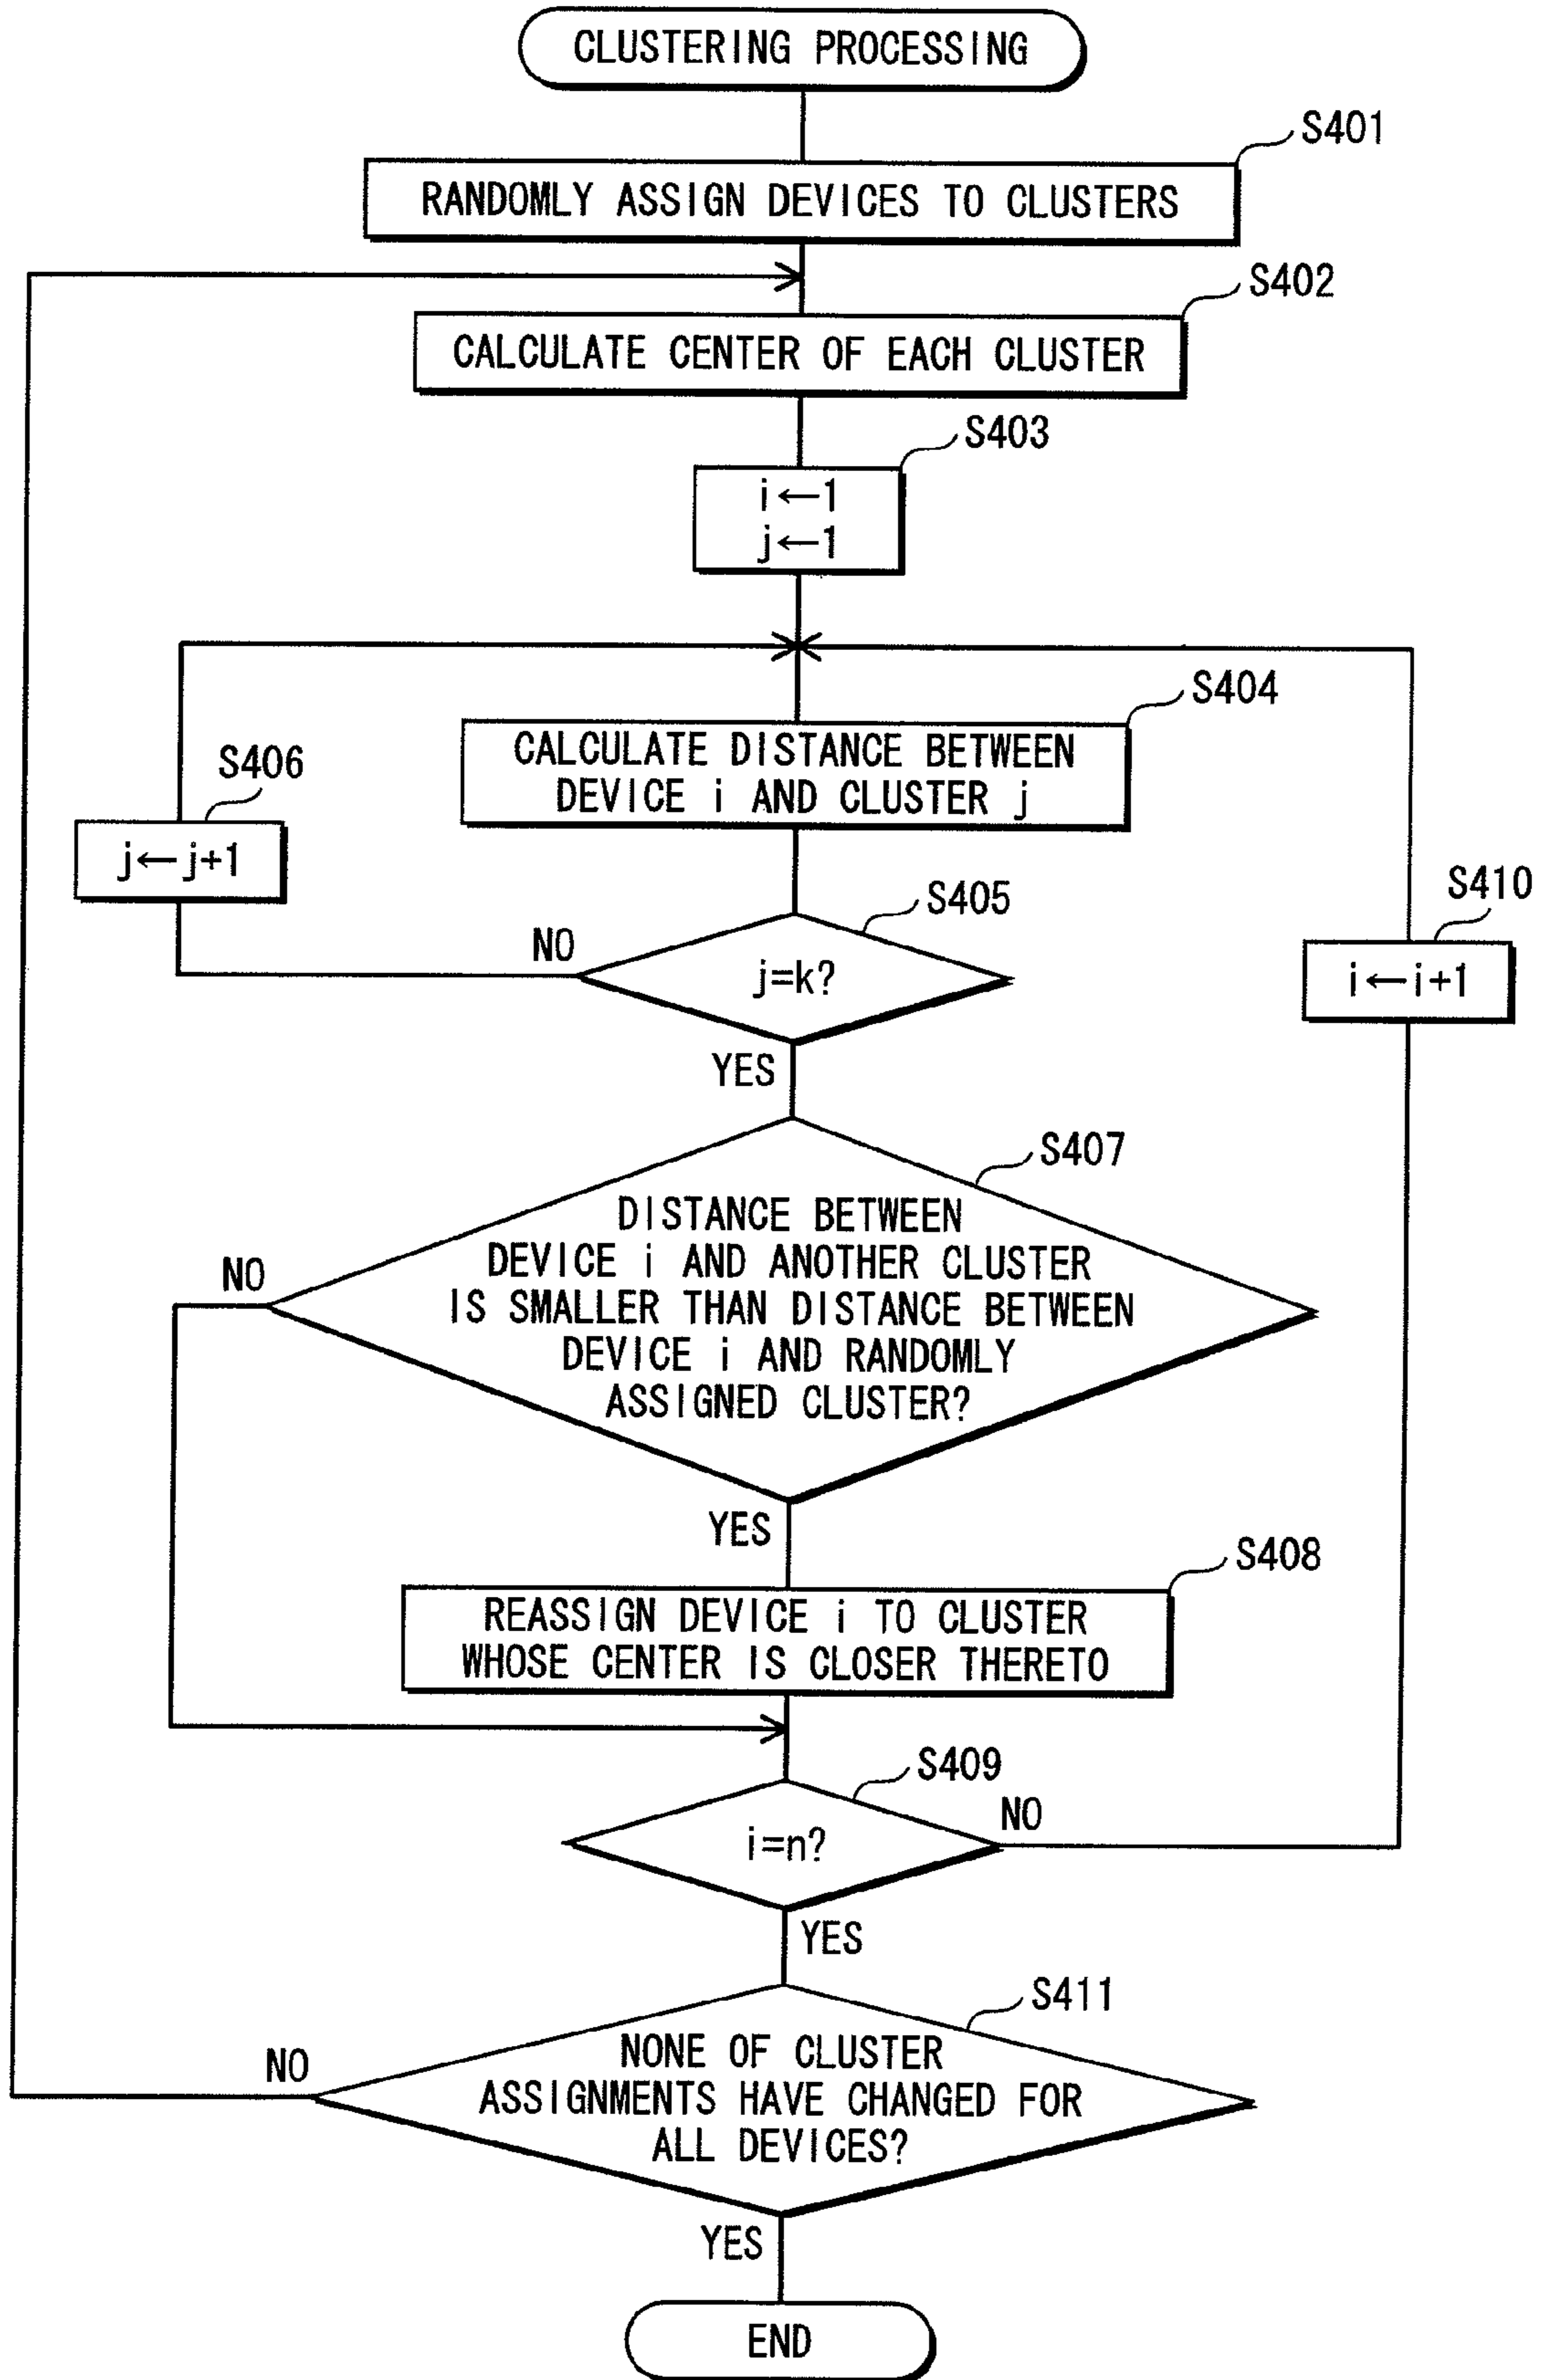 CLUSTERING PROCESSING
S401
RANDOMLY ASSIGN DEVICES TO CLUSTERS
S402
CALCULATE CENTER OF EACH CLUSTER
S403
i←1
j←1
S404
CALCULATE DISTANCE BETWEEN
DEVICE i AND CLUSTER j
S406
j←j+1
S405
NO
j=k?
YES
S410
i←i+1
S407
DISTANCE BETWEEN
DEVICE i AND ANOTHER CLUSTER
IS SMALLER THAN DISTANCE BETWEEN
DEVICE i AND RANDOMLY
ASSIGNED CLUSTER?
NO
YES
S408
REASSIGN DEVICE i TO CLUSTER
WHOSE CENTER IS CLOSER THERETO
S409
i=n?
NO
YES
S411
NONE OF CLUSTER
ASSIGNMENTS HAVE CHANGED FOR
ALL DEVICES?
NO
YES
END